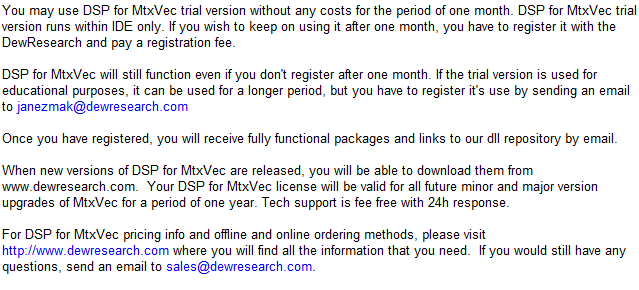 You may use DSP for MtxVec trial version without any costs for the period of one month. DSP for MtxVec trial
version runs within IDE only. If you wish to keep on using it after one month, you have to register it with the
DewResearch and pay a registration fee.
DSP for MtxVec will still function even if you don't register after one month. If the trial version is used for
educational purposes, it can be used for a longer period, but you have to register it's use by sending an email
to janezmak@dewresearch.com
Once you have registered, you will receive fully functional packages and links to our dll repository by email.
When new versions of DSP for MtxVec are released, you will be able to download them from
www.dewresearch.com.  Your DSP for MtxVec license will be valid for all future minor and major version
upgrades of MtxVec for a period of one year. Tech support is fee free with 24h response.
For DSP for MtxVec pricing info and offline and online ordering methods, please visit
http://www.dewresearch.com where you will find all the information that you need.  If you would still have any
questions, send an email to sales@dewresearch.com.